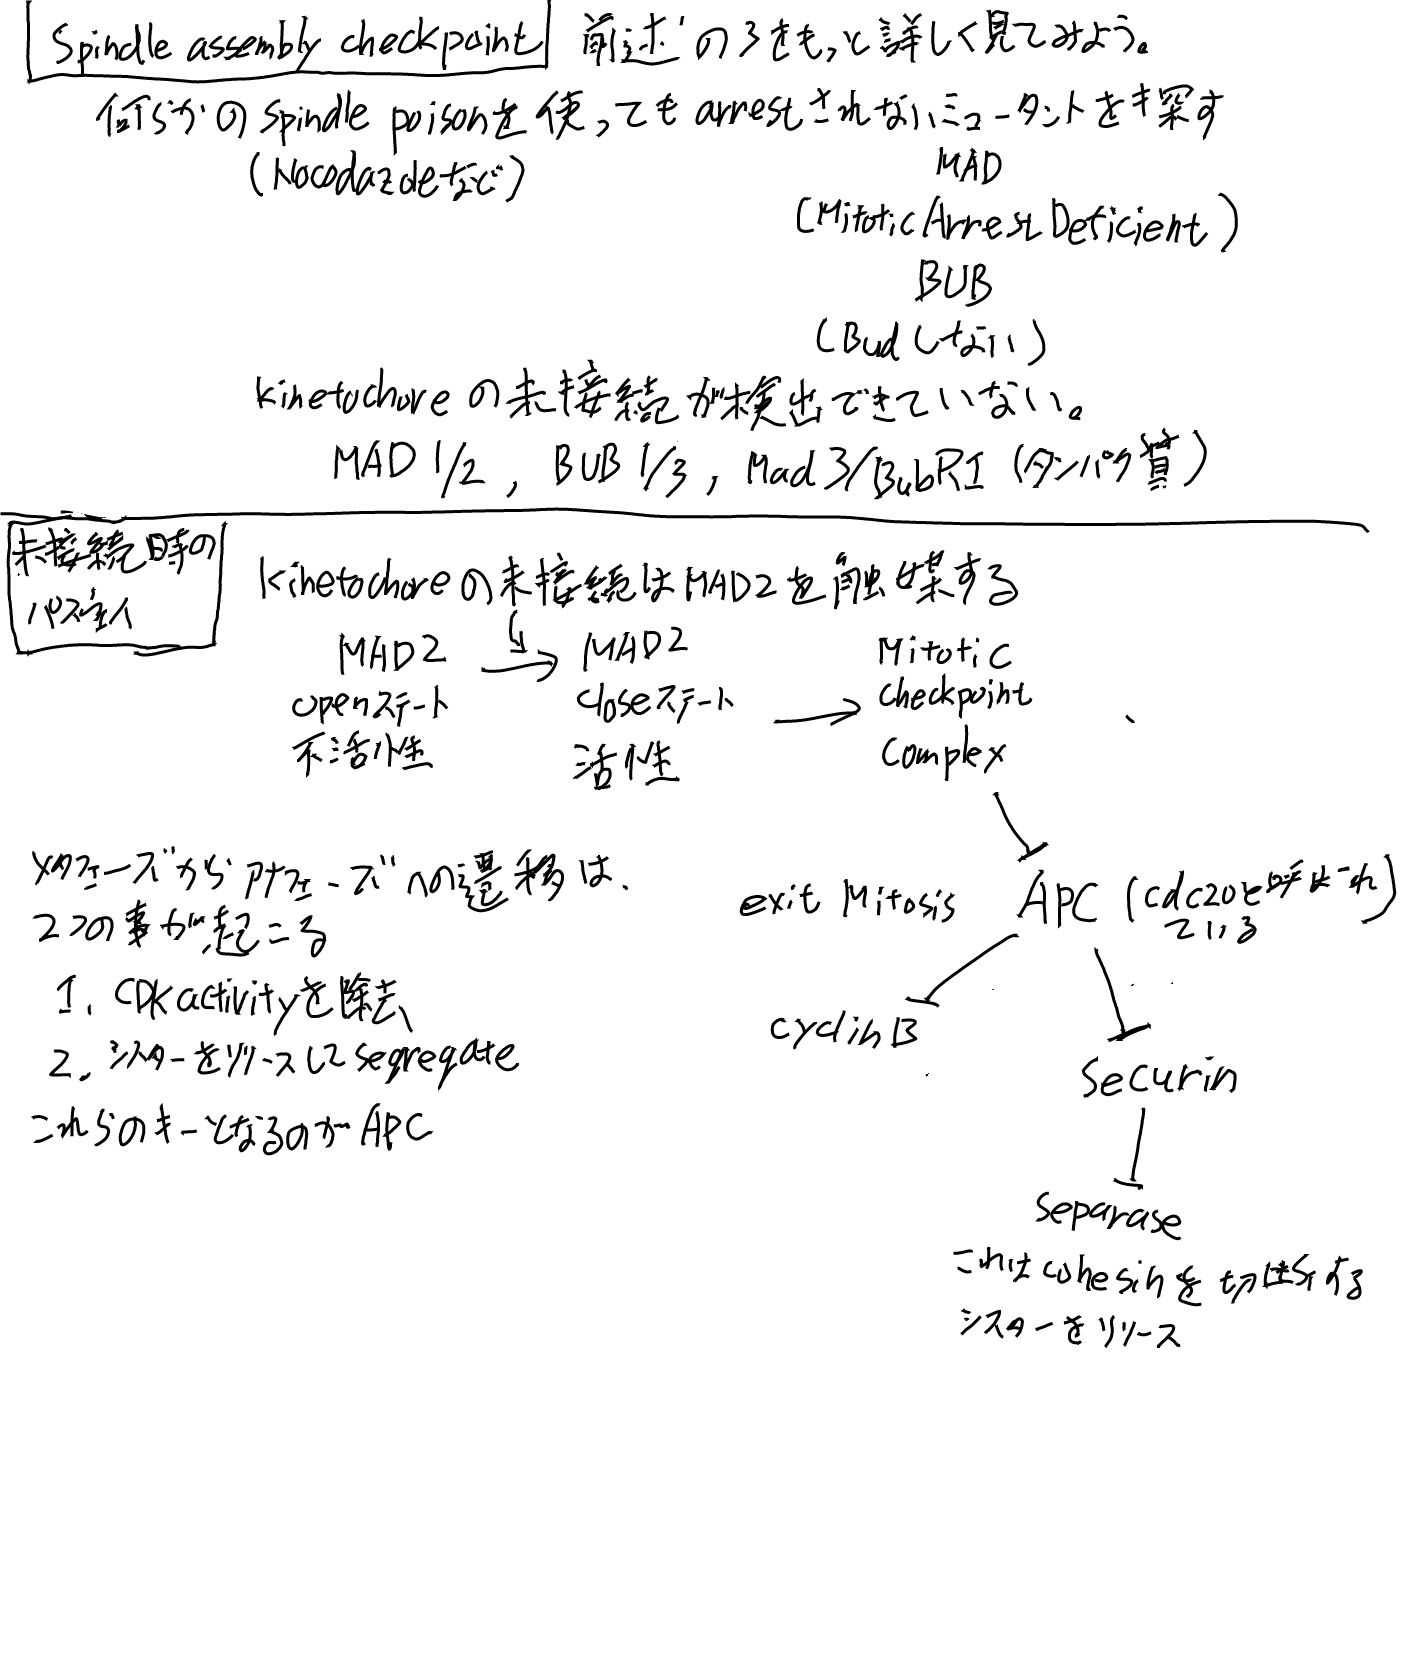 Spindle assembly checkpoint 前述の3をもっと詳しく見てみよう。
何らかのspindle poisonを使ってもarrestされないミュータントを探す
(Nocodazoleなど)
MAD
(Mitotic Arrest Deficient)
BUB
(Budしない)
kinetochoreの未接続が検出できていない。
MAD 1/2, BUB 1/3, Mad 3/BubR1 (タンパク質)
未接続時の
パスウェイ
kinetochoreの未接続はMAD2を触媒する
MAD2 → MAD2
openステート
不活性
closeステート
活性
→ Mitotic
checkpoint
complex
メタフェーズからアナフェーズへの遷移は、
2つの事が起こる
1. CDK activityを除去
2. シスターをリリースしてsegregate
これらのキーとなるのがAPC
exit Mitosis APC (cdc20と呼ばれ
ている)
cyclin B
securin
separase
これはcohesinを切断する
シスターをリリース